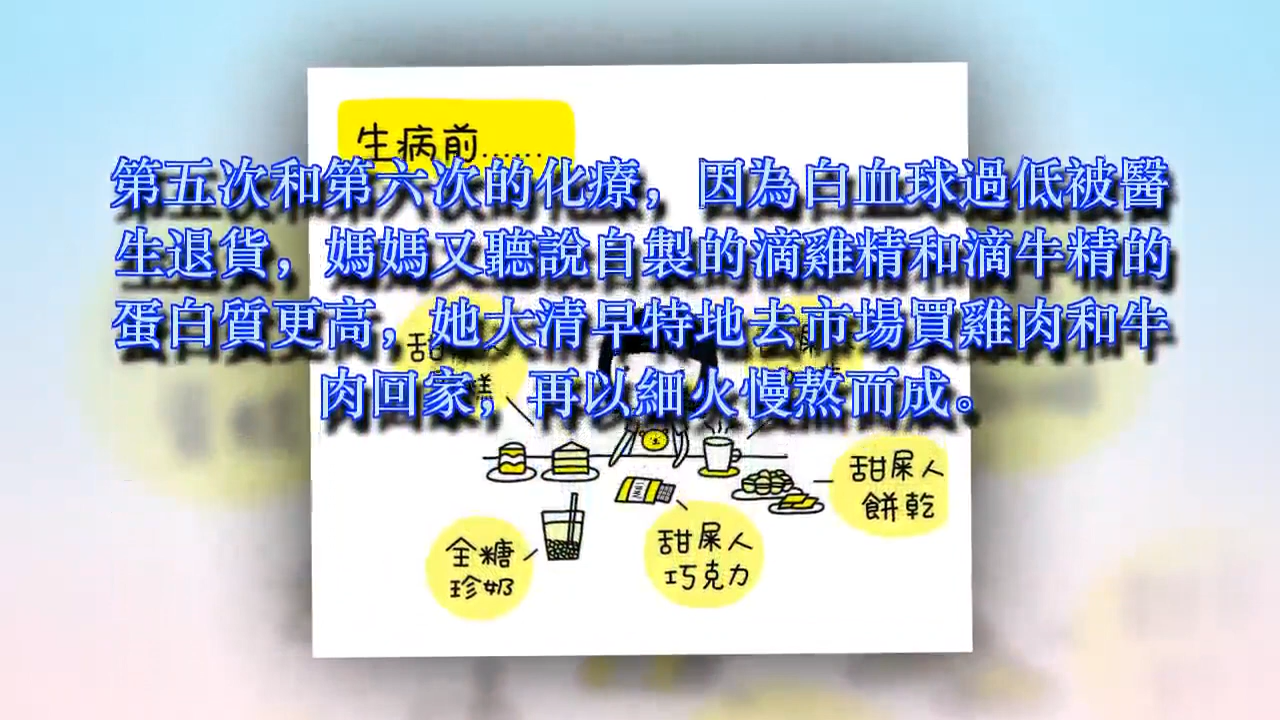 生病前......
第五次和第六次的化療，因為白血球過低被醫
生退貨，媽媽又聽說自製的滴雞精和滴牛精的
蛋白質更高，她大清早特地去市場買雞肉和牛
肉回家，再以細火慢熬而成。
甜屎人
餅乾
甜屎人
巧克力
全糖
珍奶